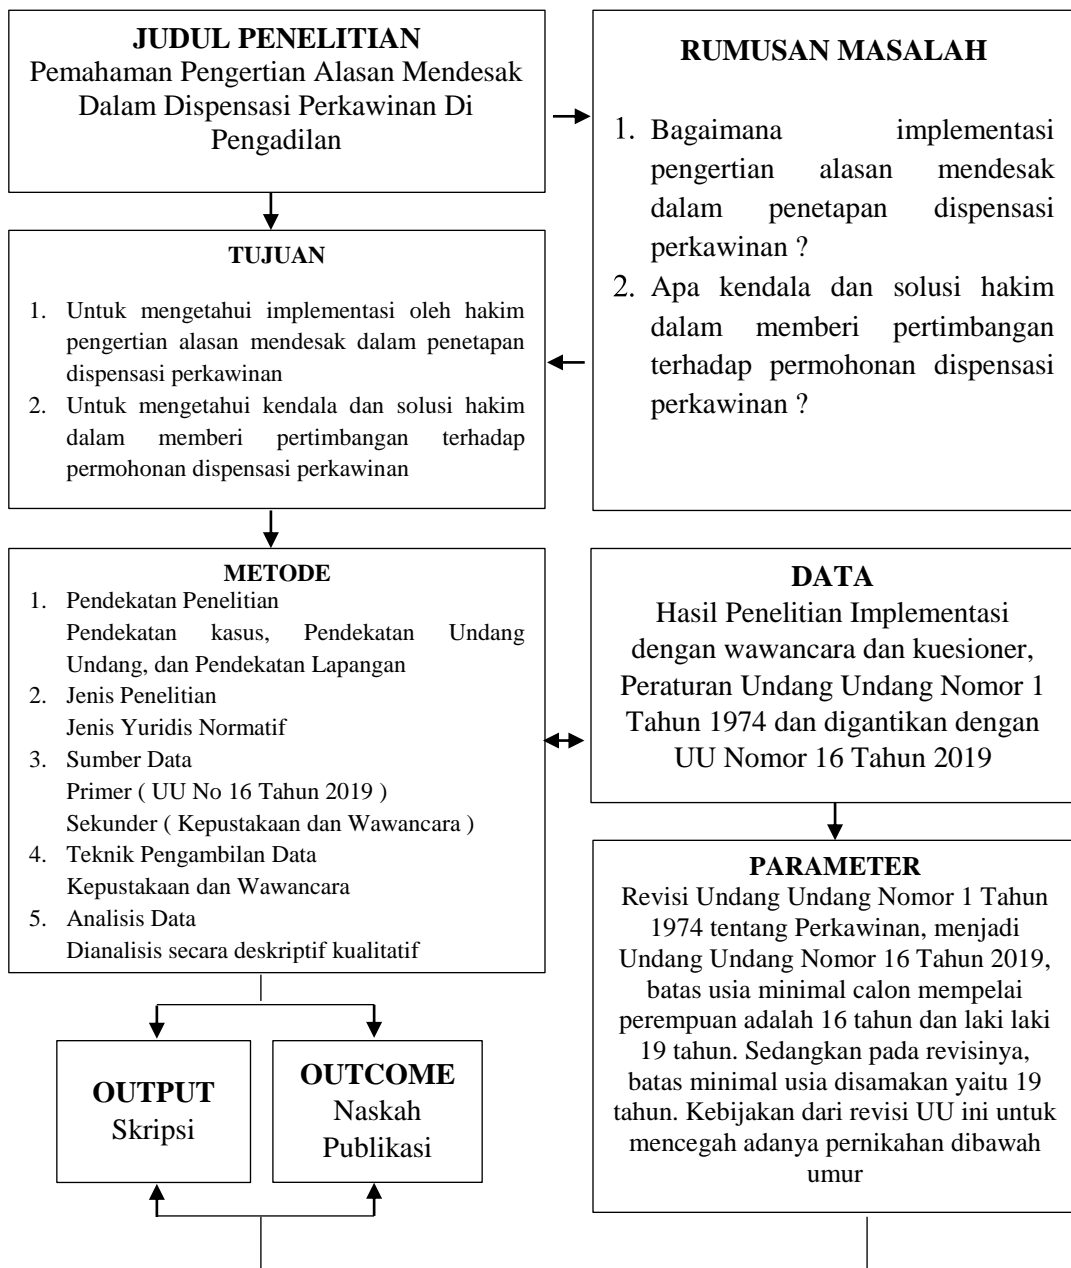 JUDUL PENELITIAN
Pemahaman Pengertian Alasan Mendesak
Dalam Dispensasi Perkawinan Di
Pengadilan
RUMUSAN MASALAH
1. Bagaimana implementasi
pengertian alasan mendesak
dalam penetapan dispensasi
perkawinan ?
2. Apa kendala dan solusi hakim
dalam memberi pertimbangan
terhadap permohonan dispensasi
perkawinan ?
TUJUAN
1. Untuk mengetahui implementasi oleh hakim
pengertian alasan mendesak dalam penetapan
dispensasi perkawinan
2. Untuk mengetahui kendala dan solusi hakim
dalam memberi pertimbangan terhadap
permohonan dispensasi perkawinan
METODE
1. Pendekatan Penelitian
Pendekatan kasus, Pendekatan Undang
Undang, dan Pendekatan Lapangan
2. Jenis Penelitian
Jenis Yuridis Normatif
3. Sumber Data
Primer ( UU No 16 Tahun 2019 )
Sekunder ( Kepustakaan dan Wawancara )
4. Teknik Pengambilan Data
Kepustakaan dan Wawancara
5. Analisis Data
Dianalisis secara deskriptif kualitatif
DATA
Hasil Penelitian Implementasi
dengan wawancara dan kuesioner,
Peraturan Undang Undang Nomor 1
Tahun 1974 dan digantikan dengan
UU Nomor 16 Tahun 2019
PARAMETER
Revisi Undang Undang Nomor 1 Tahun
1974 tentang Perkawinan, menjadi
Undang Undang Nomor 16 Tahun 2019,
batas usia minimal calon mempelai
perempuan adalah 16 tahun dan laki laki
19 tahun. Sedangkan pada revisinya,
batas minimal usia disamakan yaitu 19
tahun. Kebijakan dari revisi UU ini untuk
mencegah adanya pernikahan dibawah
umur
OUTPUT
Skripsi
OUTCOME
Naskah
Publikasi